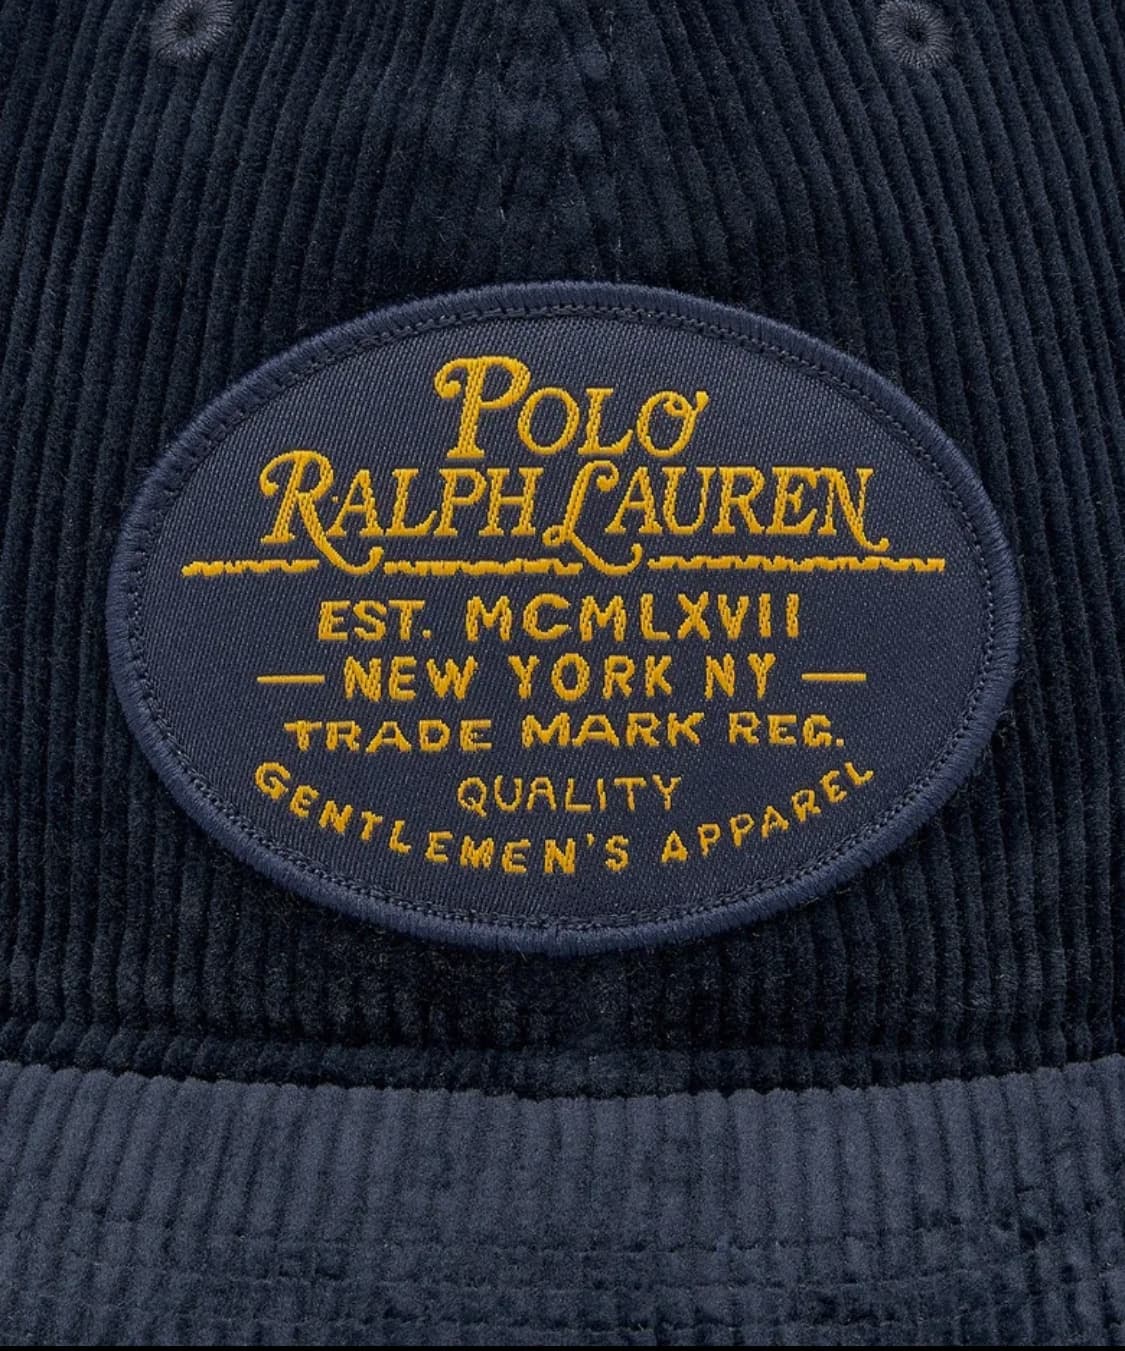 POLO
RALPH LAUREN
EST. MCMLXVII
— NEW YORK NY —
TRADE MARK REG.
QUALITY
GENTLEMEN'S APPAREL